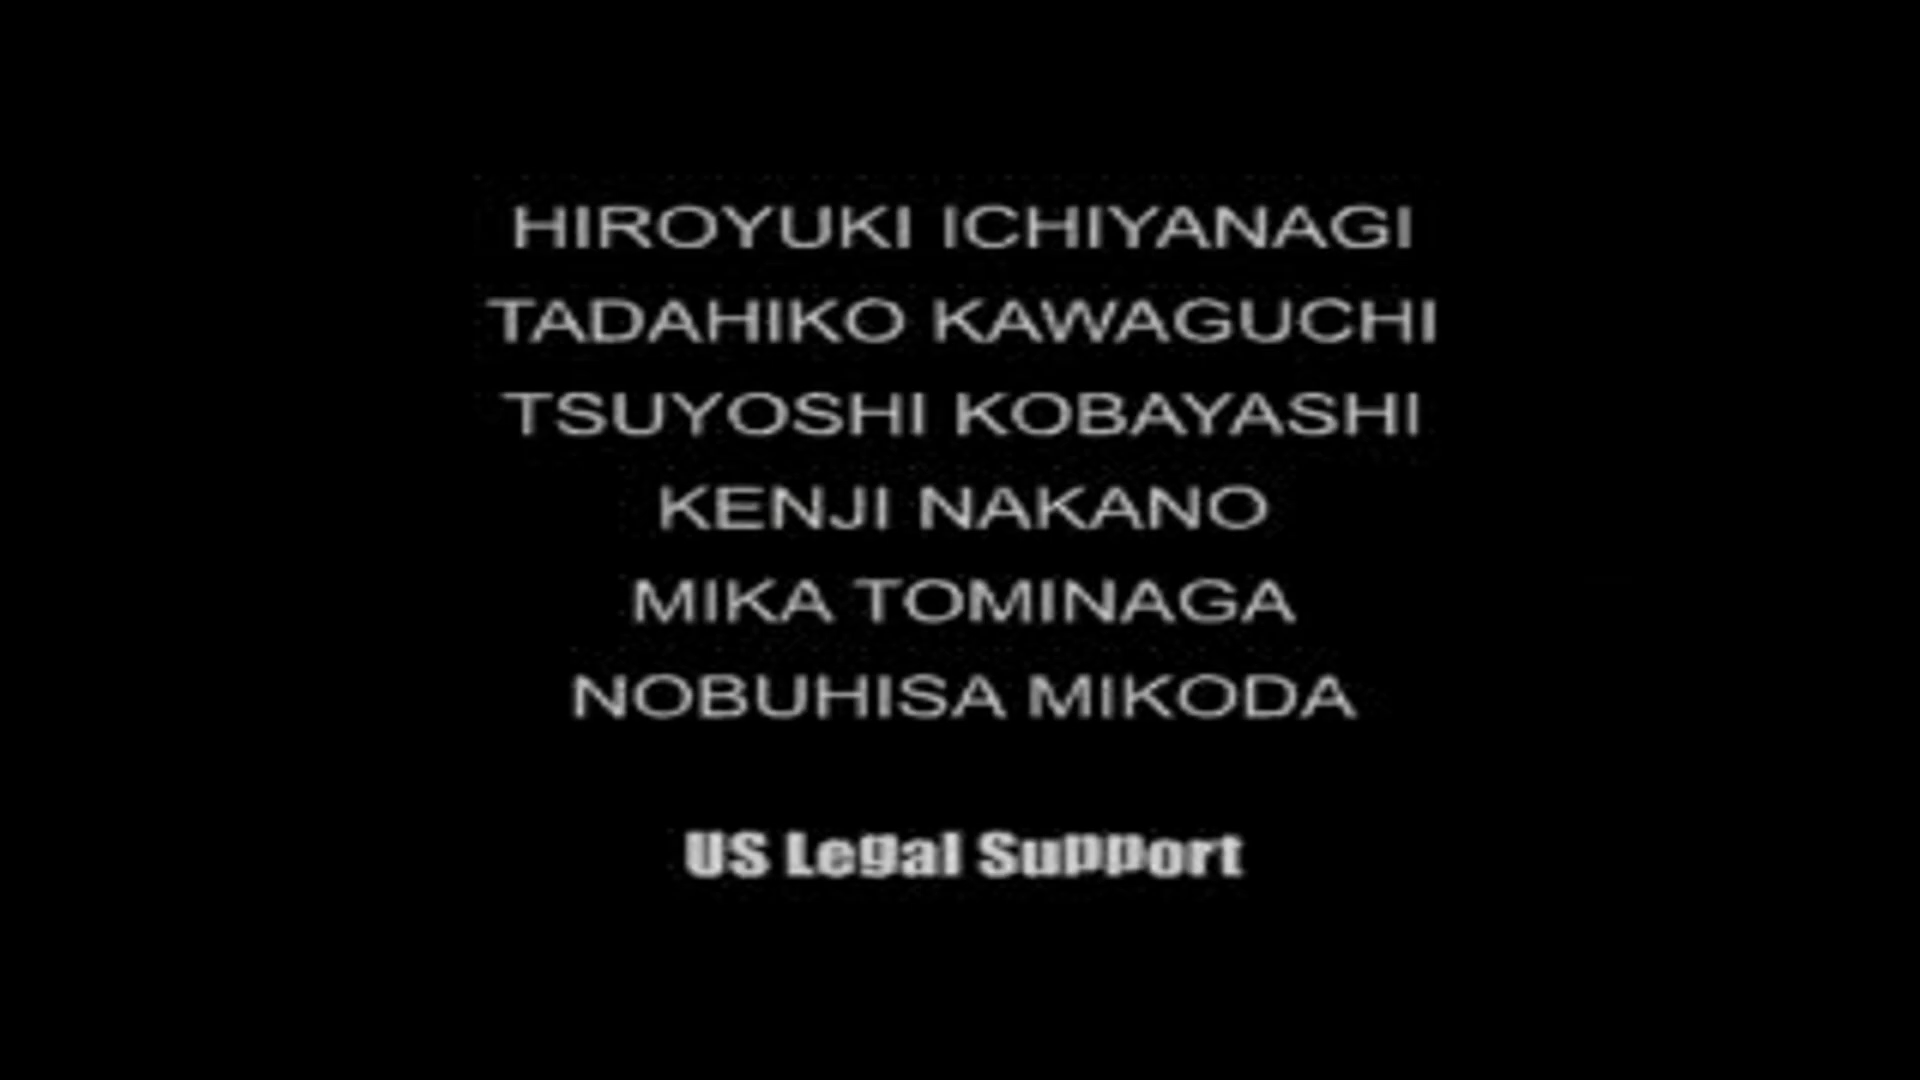 HIROYUKI ICHIYANAGI
TADAHIKO KAWAGUCHI
TSUYOSHI KOBAYASHI
KENJI NAKANO
MIKA TOMINAGA
NOBUHISA MIKODA
US Legal Support